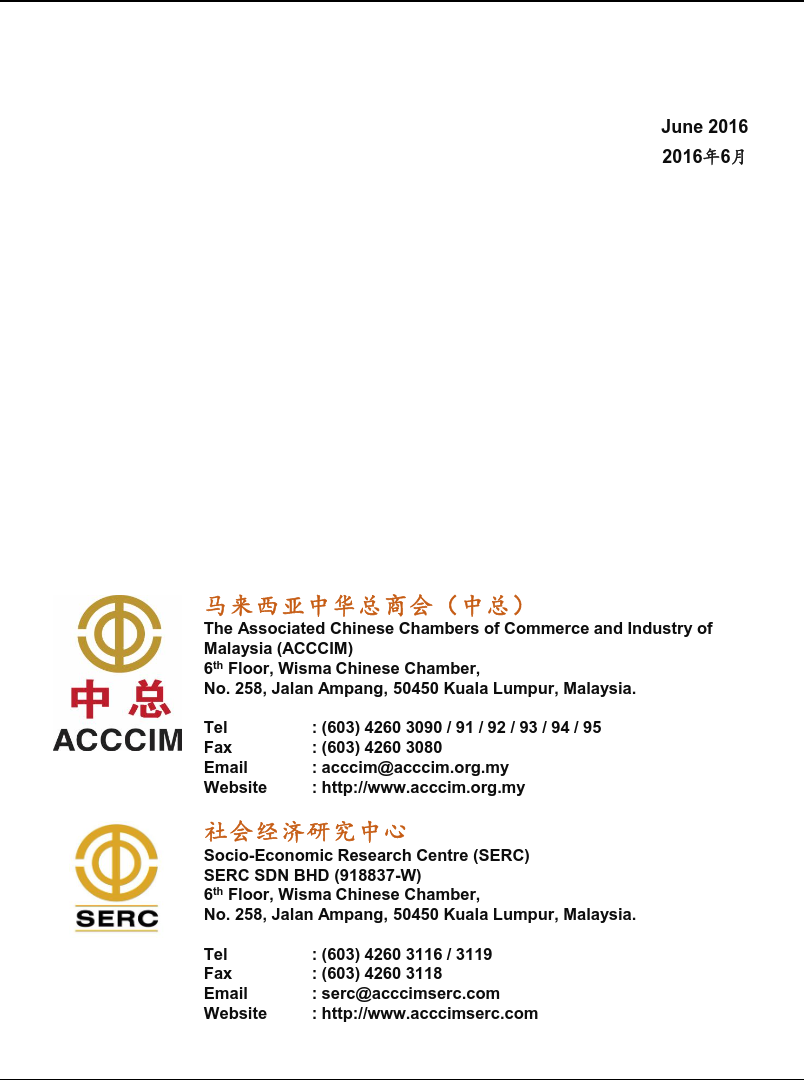 June 2016
2016年6月
马来西亚中华总商会（中总）
The Associated Chinese Chambers of Commerce and Industry of
Malaysia (ACCCIM)
6th Floor, Wisma Chinese Chamber,
No. 258, Jalan Ampang, 50450 Kuala Lumpur, Malaysia.
中总
ACCCIM
Tel : (603) 4260 3090 / 91 / 92 / 93 / 94 / 95
Fax : (603) 4260 3080
Email : acccim@acccim.org.my
Website : http://www.acccim.org.my
社会经济研究中心
Socio-Economic Research Centre (SERC)
SERC SDN BHD (918837-W)
6th Floor, Wisma Chinese Chamber,
No. 258, Jalan Ampang, 50450 Kuala Lumpur, Malaysia.
SERC
Tel : (603) 4260 3116 / 3119
Fax : (603) 4260 3118
Email : serc@acccimserc.com
Website : http://www.acccimserc.com